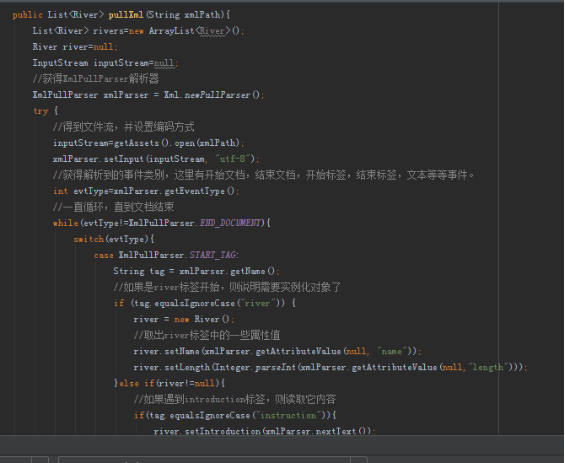 public List<River> pullXml(String xmlPath){
List<River> rivers=new ArrayList<River>();
River river=null;
InputStream inputStream=null;
//获得XmlPullParser解析器
XmlPullParser xmlParser = Xml.newPullParser();
try {
//得到文件流，并设置编码方式
inputStream=getAssets().open(xmlPath);
xmlParser.setInput(inputStream, "utf-8");
//获得解析到的事件类别，这里有开始文档，结束文档，开始标签，结束标签，文本等等事件。
int evtType=xmlParser.getEventType();
//一直循环，直到文档结束
while(evtType!=XmlPullParser.END_DOCUMENT){
switch(evtType){
case XmlPullParser.START_TAG:
String tag = xmlParser.getName();
//如果是river标签开始，则说明需要实例化对象了
if (tag.equalsIgnoreCase("river")) {
river = new River();
//取出river标签中的一些属性值
river.setName(xmlParser.getAttributeValue(null, "name"));
river.setLength(Integer.parseInt(xmlParser.getAttributeValue(null,"length")));
}else if(river!=null){
//如果遇到introduction标签，则读取它内容
if(tag.equalsIgnoreCase("instruction")){
river.setIntroduction(xmlParser.nextText());